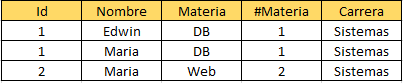 Id Nombre Materia #Materia Carrera
1 Edwin DB 1 Sistemas
1 Maria DB 1 Sistemas
2 Maria Web 2 Sistemas